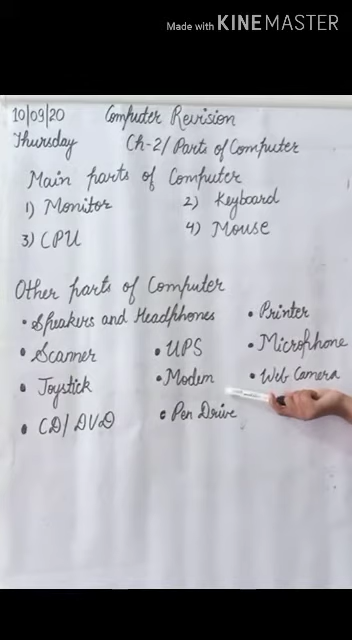 Made with KINEMASTER
10/09/20 Computer Revision
Thursday Ch-2/ Parts of Computer
Main parts of Computer
1) Monitor 2) Keyboard
3) CPU 4) Mouse
Other parts of Computer
• Speakers and Headphones • Printer
• Scanner • UPS • Microphone
• Joystick • Modem • Web Camera
• CD/DVD • Pen Drive